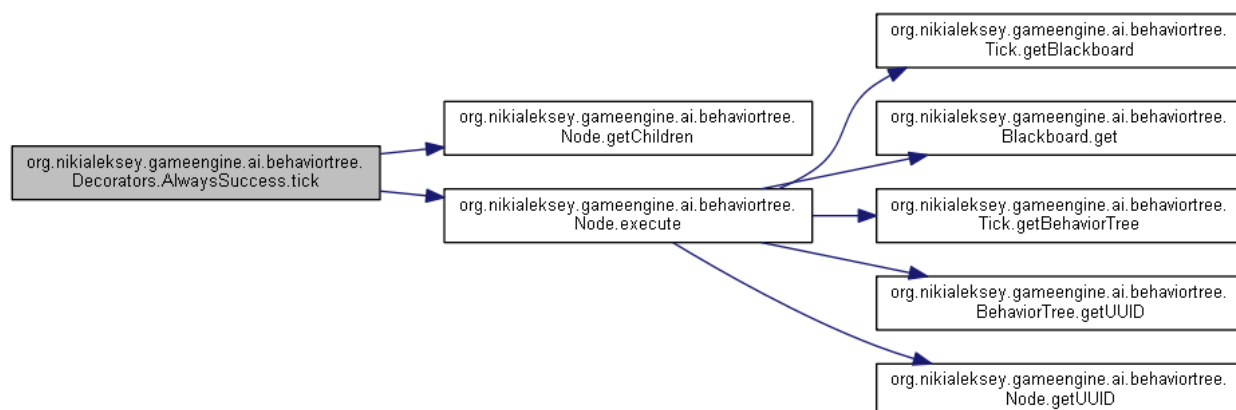 org.nikialeksey.gameengine.ai.behaviortree.
Tick.getBlackboard
org.nikialeksey.gameengine.ai.behaviortree.
Node.getChildren
org.nikialeksey.gameengine.ai.behaviortree.
Blackboard.get
org.nikialeksey.gameengine.ai.behaviortree.
Decorators.AlwaysSuccess.tick
org.nikialeksey.gameengine.ai.behaviortree.
Node.execute
org.nikialeksey.gameengine.ai.behaviortree.
Tick.getBehaviorTree
org.nikialeksey.gameengine.ai.behaviortree.
BehaviorTree.getUUID
org.nikialeksey.gameengine.ai.behaviortree.
Node.getUUID